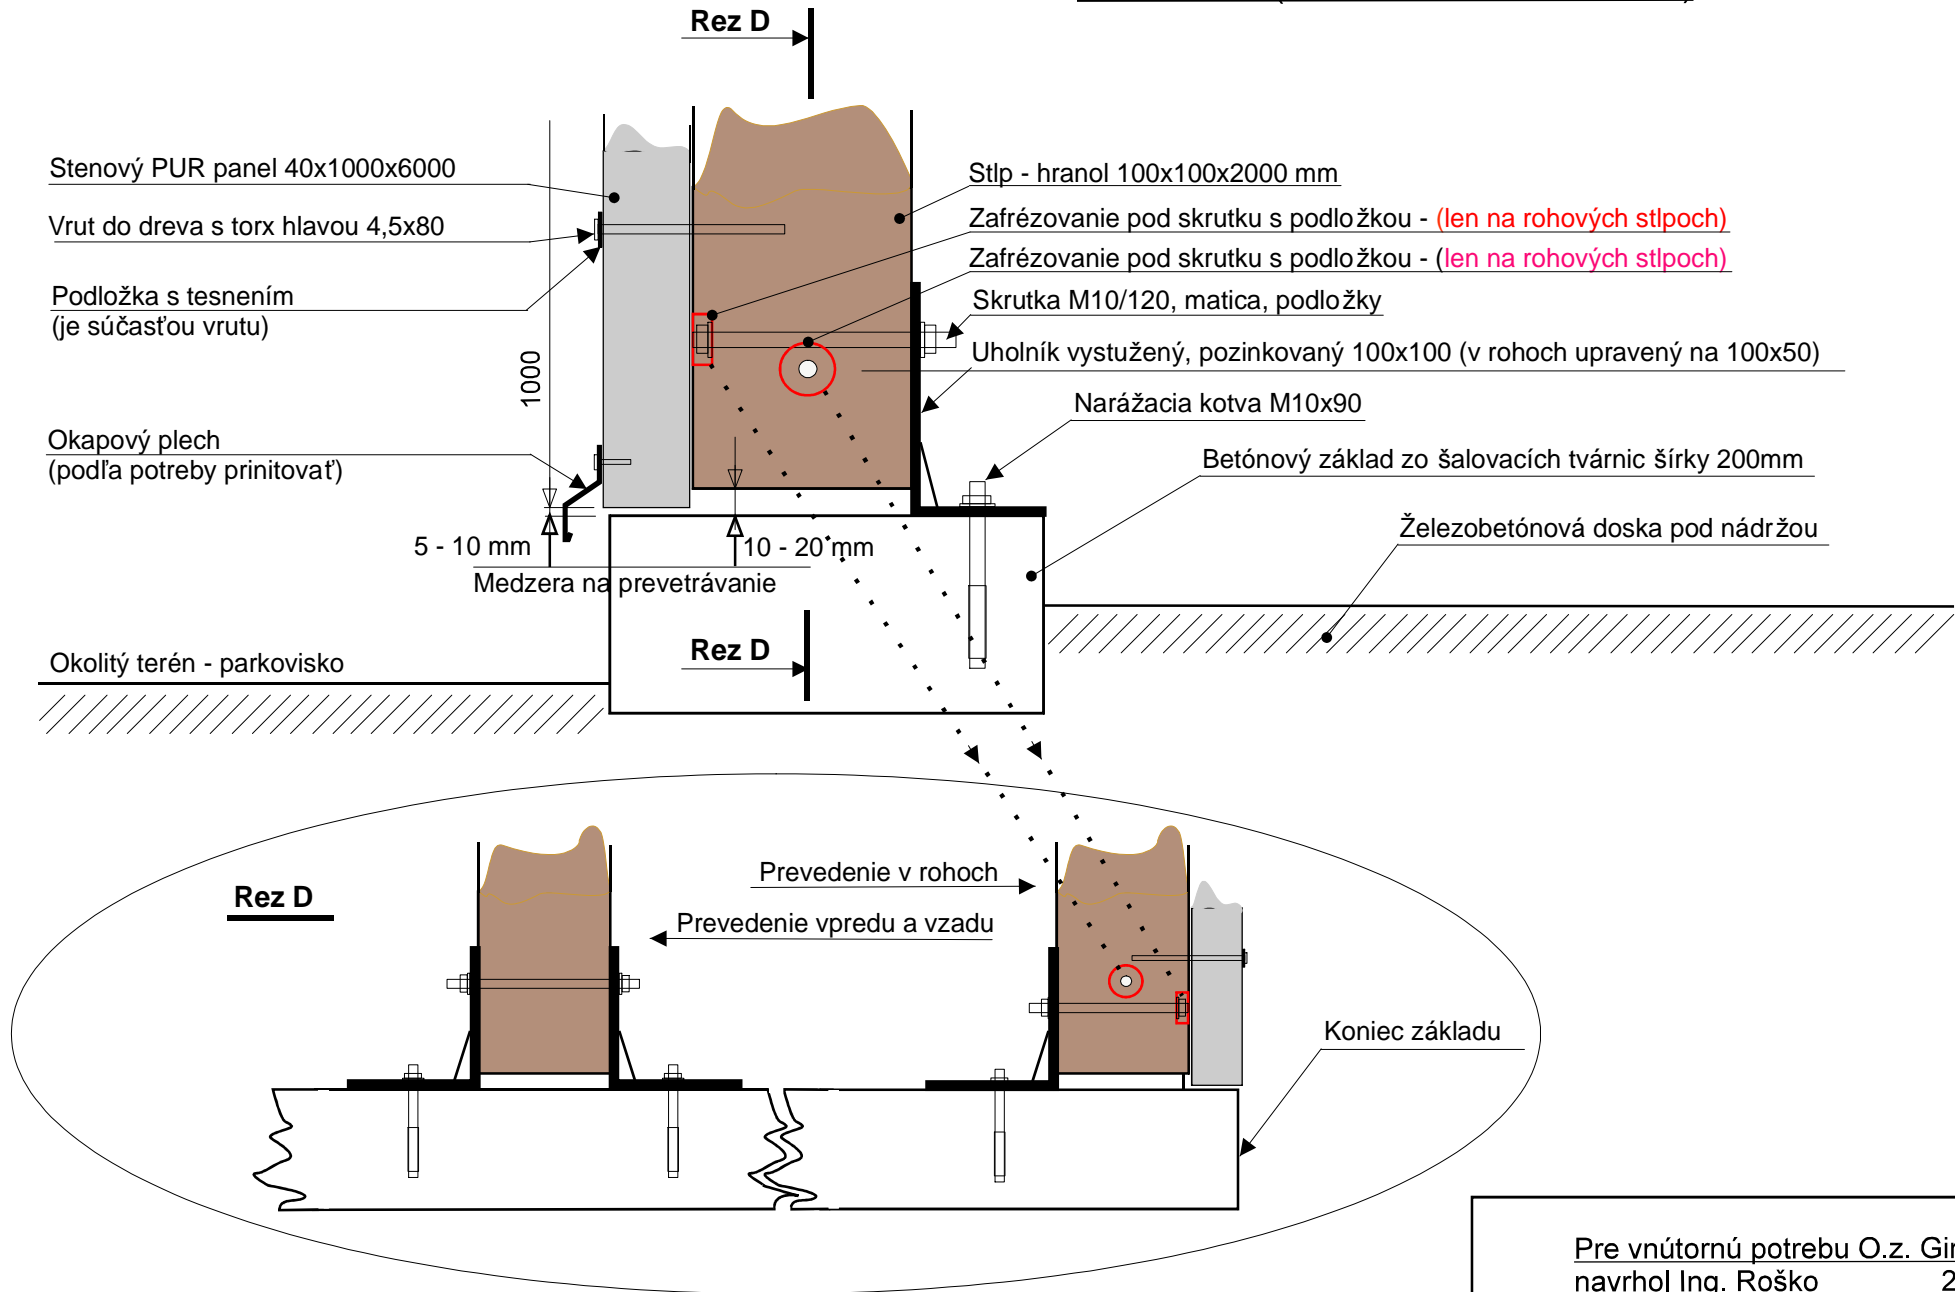 Rez D
Stenový PUR panel 40x1000x6000
Vrut do dreva s torx hlavou 4,5x80
Podložka s tesnením
(je súčasťou vrutu)
1000
Okapový plech
(podľa potreby prinitovať)
Stlp - hranol 100x100x2000 mm
Zafrézovanie pod skrutku s podložkou - (len na rohových stlpoch)
Zafrézovanie pod skrutku s podložkou - (len na rohových stlpoch)
Skrutka M10/120, matica, podložky
Uholník vystužený, pozinkovaný 100x100 (v rohoch upravený na 100x50)
Narážacia kotva M10x90
Betónový základ zo šalovacích tvárnic šírky 200mm
Železobetónová doska pod nádržou
5 - 10 mm
10 - 20 mm
Medzera na prevetrávanie
Rez D
Okolitý terén - parkovisko
Rez D
Prevedenie v rohoch
Prevedenie vpredu a vzadu
Koniec základu
Pre vnútornú potrebu O.z.
navrhol Ing. Roško